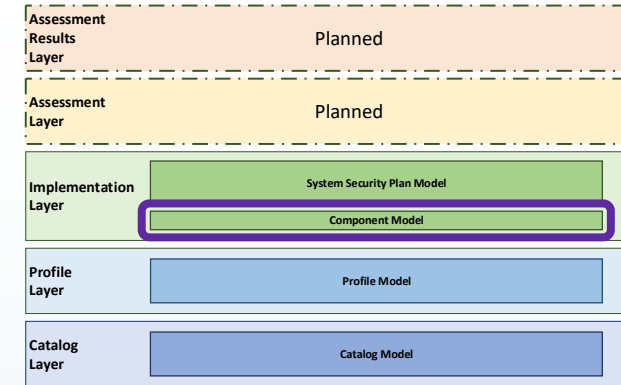 Assessment
Results
Layer
Planned
Assessment
Layer
Planned
Implementation
Layer
System Security Plan Model
Component Model
Profile
Layer
Profile Model
Catalog
Layer
Catalog Model